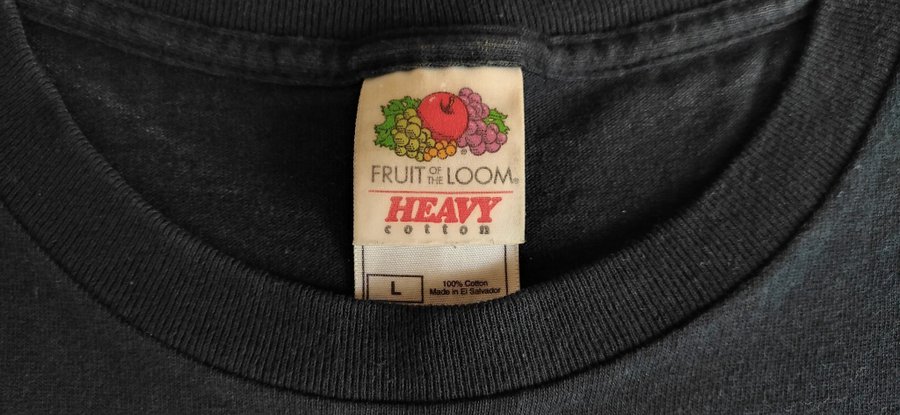 FRUIT OF THE LOOM®
HEAVY
cotton
L
100% Cotton
Made in El Salvador